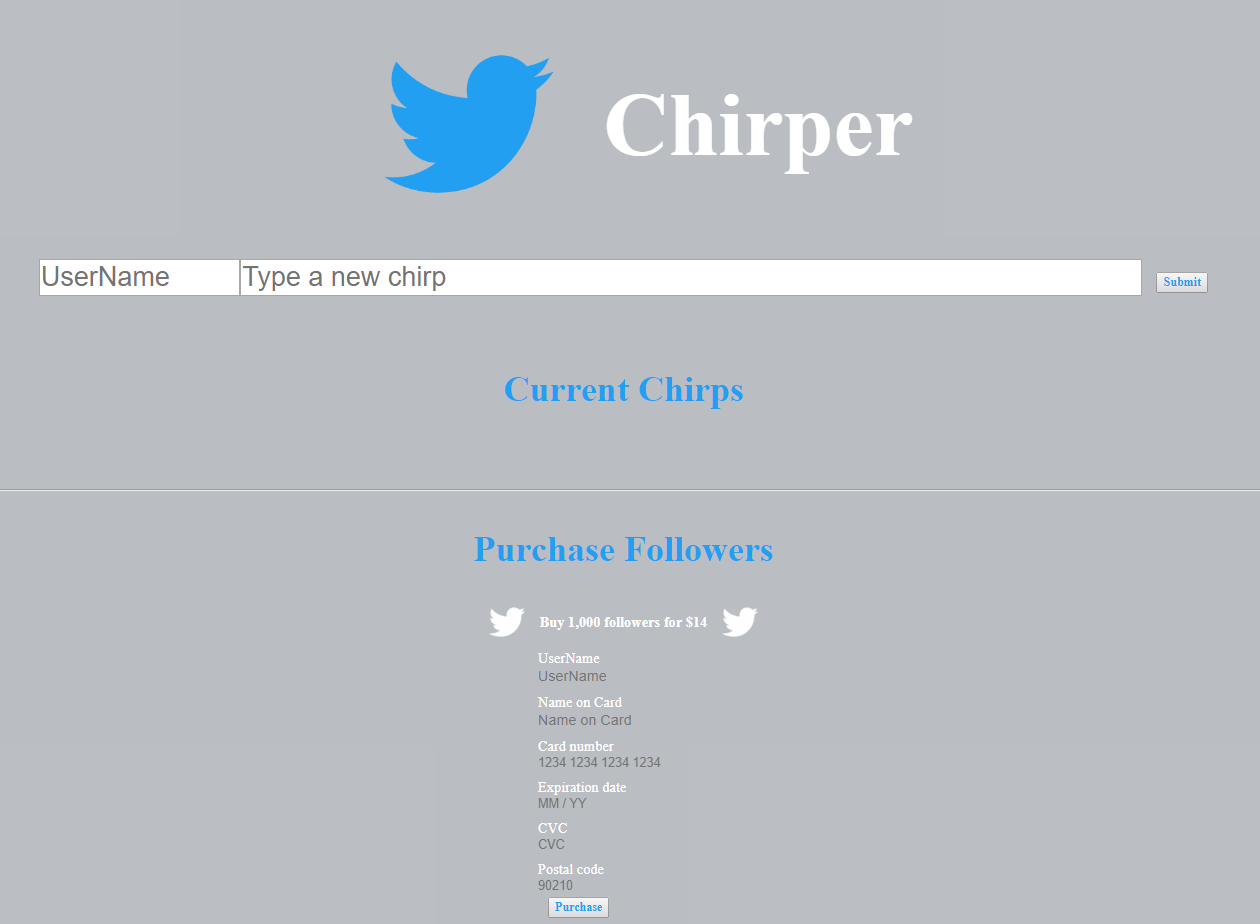 Chirper
UserName Type a new chirp Submit
Current Chirps
Purchase Followers
Buy 1,000 followers for $14
UserName
UserName
Name on Card
Name on Card
Card number
1234 1234 1234 1234
Expiration date
MM / YY
CVC
CVC
Postal code
90210
Purchase